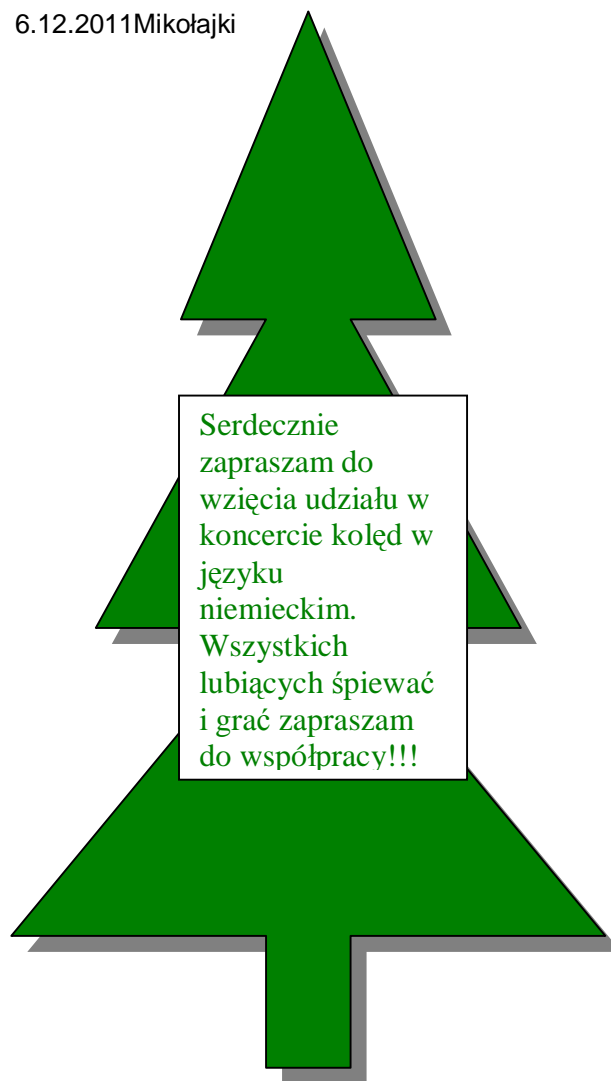 6.12.2011Mikołajki
Serdecznie
zapraszam do
wzięcia udziału w
koncercie kolęd w
języku
niemieckim.
Wszystkich
lubiących śpiewać
i grać zapraszam
do współpracy!!!